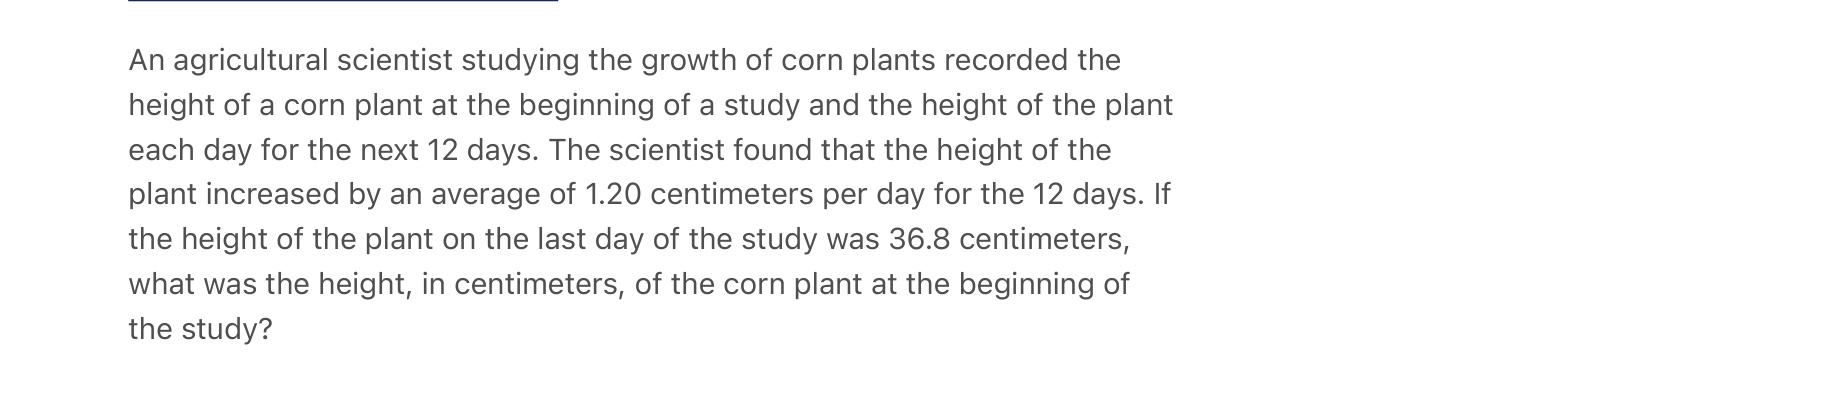 An agricultural scientist studying the growth of corn plants recorded the
height of a corn plant at the beginning of a study and the height of the plant
each day for the next 12 days. The scientist found that the height of the
plant increased by an average of 1.20 centimeters per day for the 12 days. If
the height of the plant on the last day of the study was 36.8 centimeters,
what was the height, in centimeters, of the corn plant at the beginning of
the study?